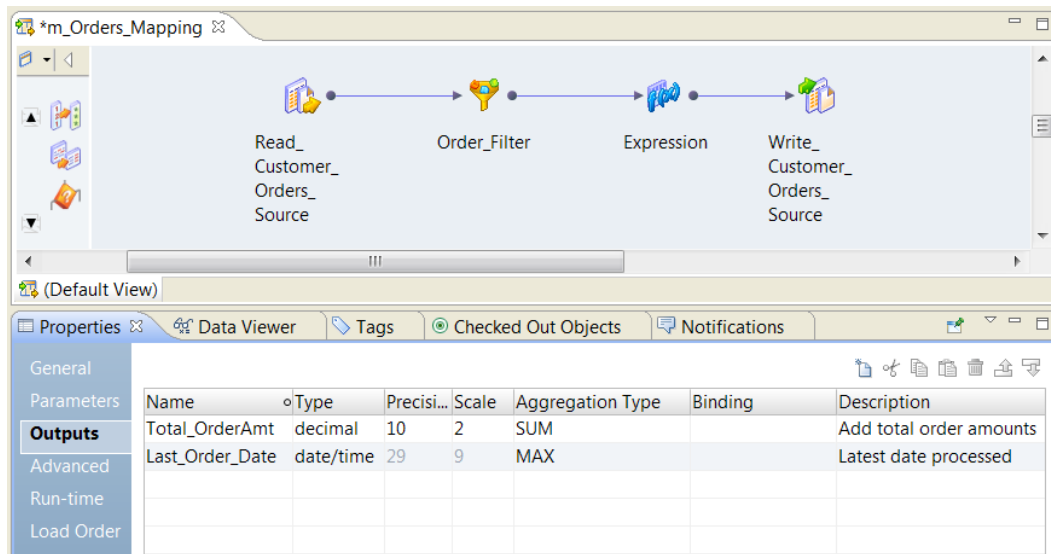 *m_Orders_Mapping
Read_
Customer_
Orders_
Source
Order_Filter
Expression
Write_
Customer_
Orders_
Source
(Default View)
Properties Data Viewer Tags Checked Out Objects Notifications
General
Parameters
Outputs
Advanced
Run-time
Load Order
Name Type Precisi... Scale Aggregation Type Binding Description
Total_OrderAmt decimal 10 2 SUM Add total order amounts
Last_Order_Date date/time 29 9 MAX Latest date processed